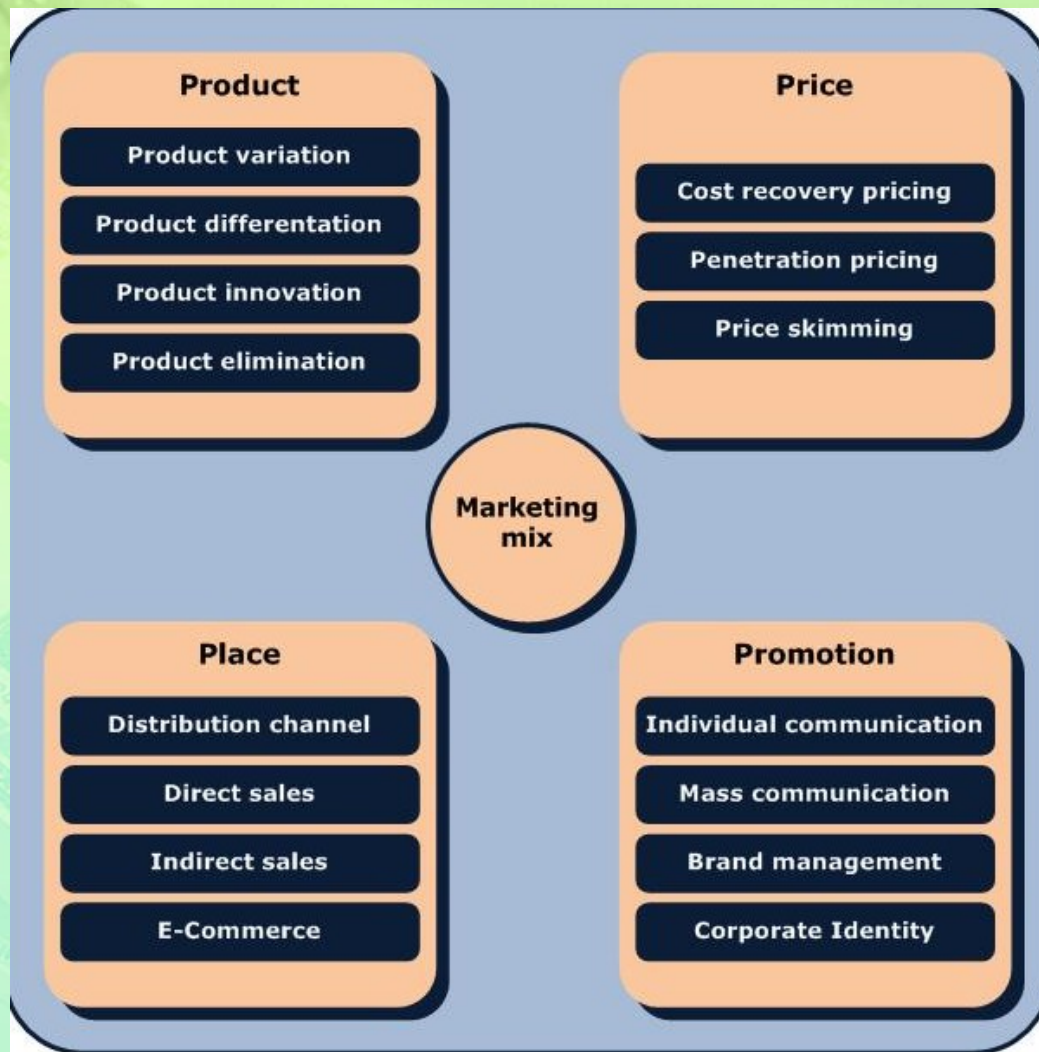 Product
Product variation
Product differentation
Product innovation
Product elimination
Price
Cost recovery pricing
Penetration pricing
Price skimming
Marketing
mix
Place
Distribution channel
Direct sales
Indirect sales
E-Commerce
Promotion
Individual communication
Mass communication
Brand management
Corporate Identity